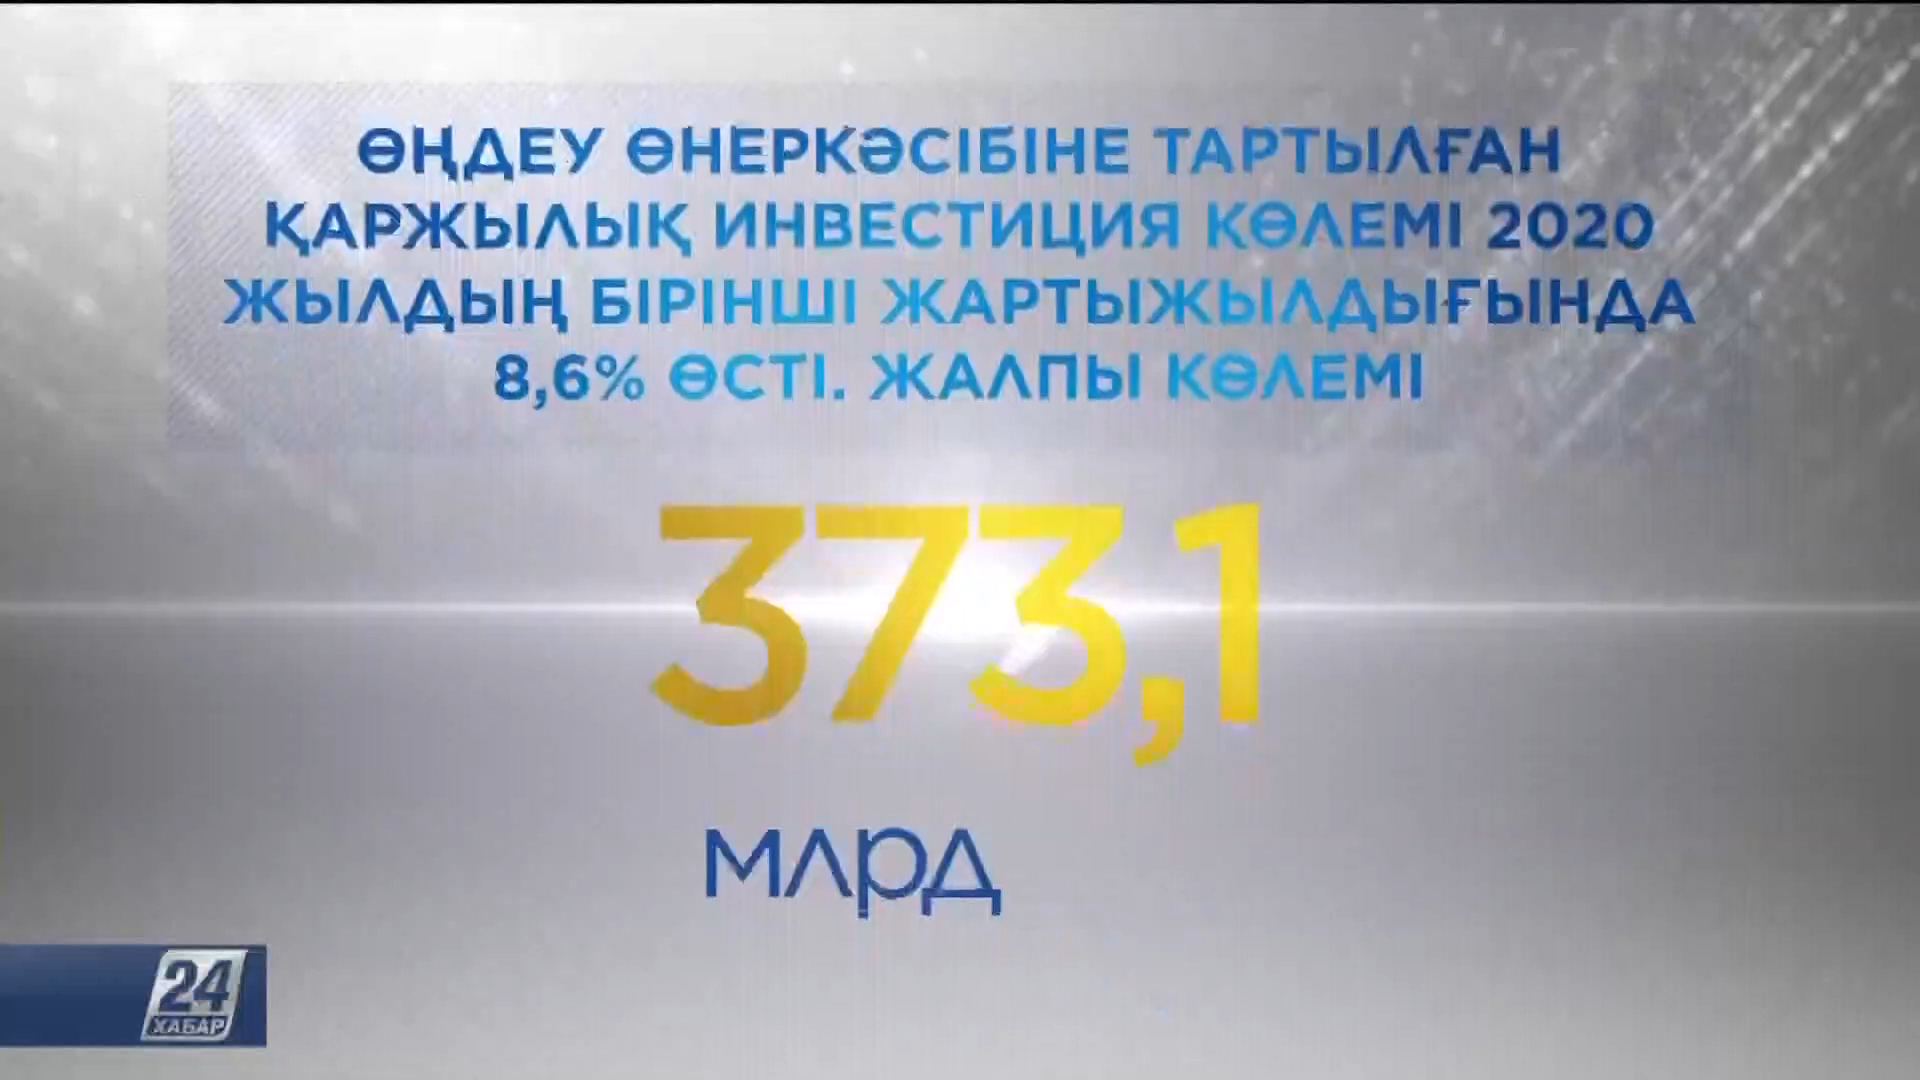 ӨҢДЕУ ӨНЕРКӘСІБІНЕ ТАРТЫЛҒАН
ҚАРЖЫЛЫҚ ИНВЕСТИЦИЯ КӨЛЕМІ 2020
ЖЫЛДЫҢ БІРІНШІ ЖАРТЫЖЫЛДЫҒЫНДА
8,6% ӨСТІ. ЖАЛПЫ КӨЛЕМІ
373,1
млрд
24
ХАБАР